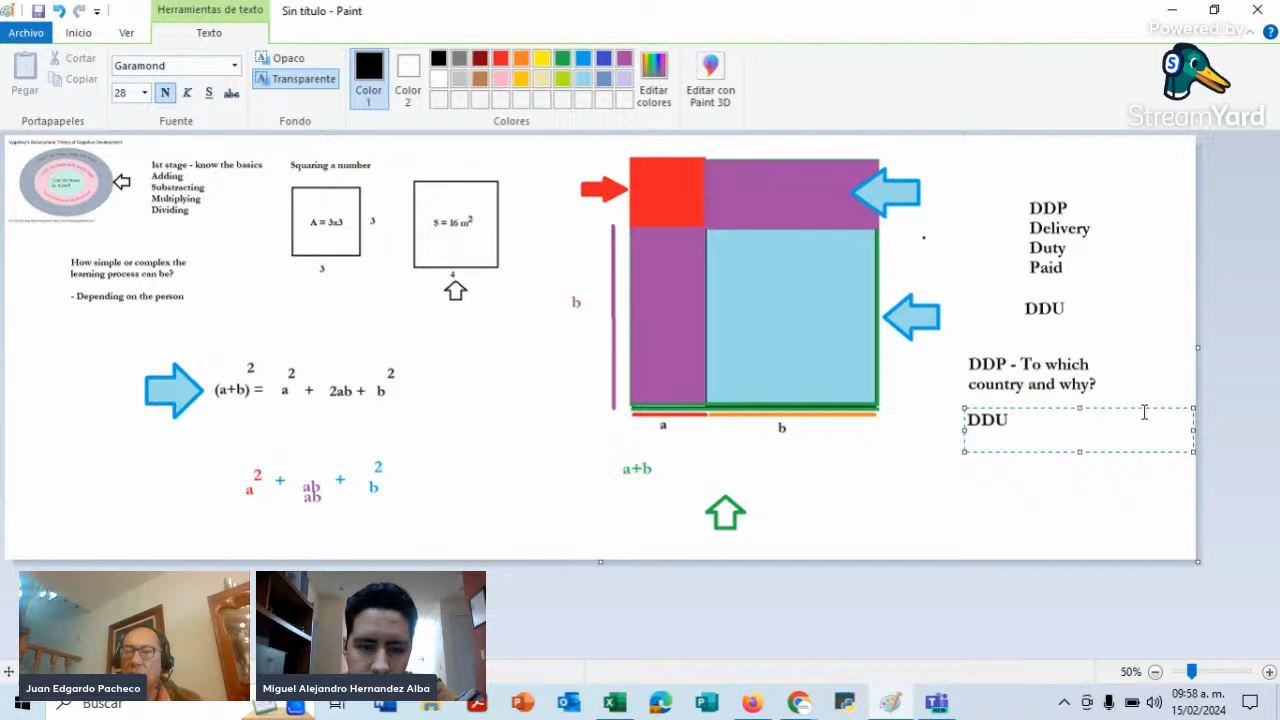 Herramientas de texto
Sin título - Paint
Archivo
Inicio
Ver
Texto
Pegar
Cortar
Copiar
Portapapeles
Garamond
28
N K S abc
Fuente
Opaco
Transparente
Fondo
Color 1
Color 2
Editar colores
Editar con Paint 3D
Colores
Powered by
StreamYard
1st stage - know the basics
Adding
Substracting
Multiplying
Dividing
How simple or complex the
learning process can be?
- Depending on the person
Squaring a number
A = 3x3
3
3
S = 16 m2
4
(a+b)2 = a2 + 2ab + b2
a2 + ab + b2
ab
b
a
b
a+b
DDP
Delivery
Duty
Paid
DDU
DDP - To which
country and why?
DDU
50%
Juan Edgardo Pacheco
Miguel Alejandro Hernandez Alba
Buscar
09:58 a. m.
15/02/2024